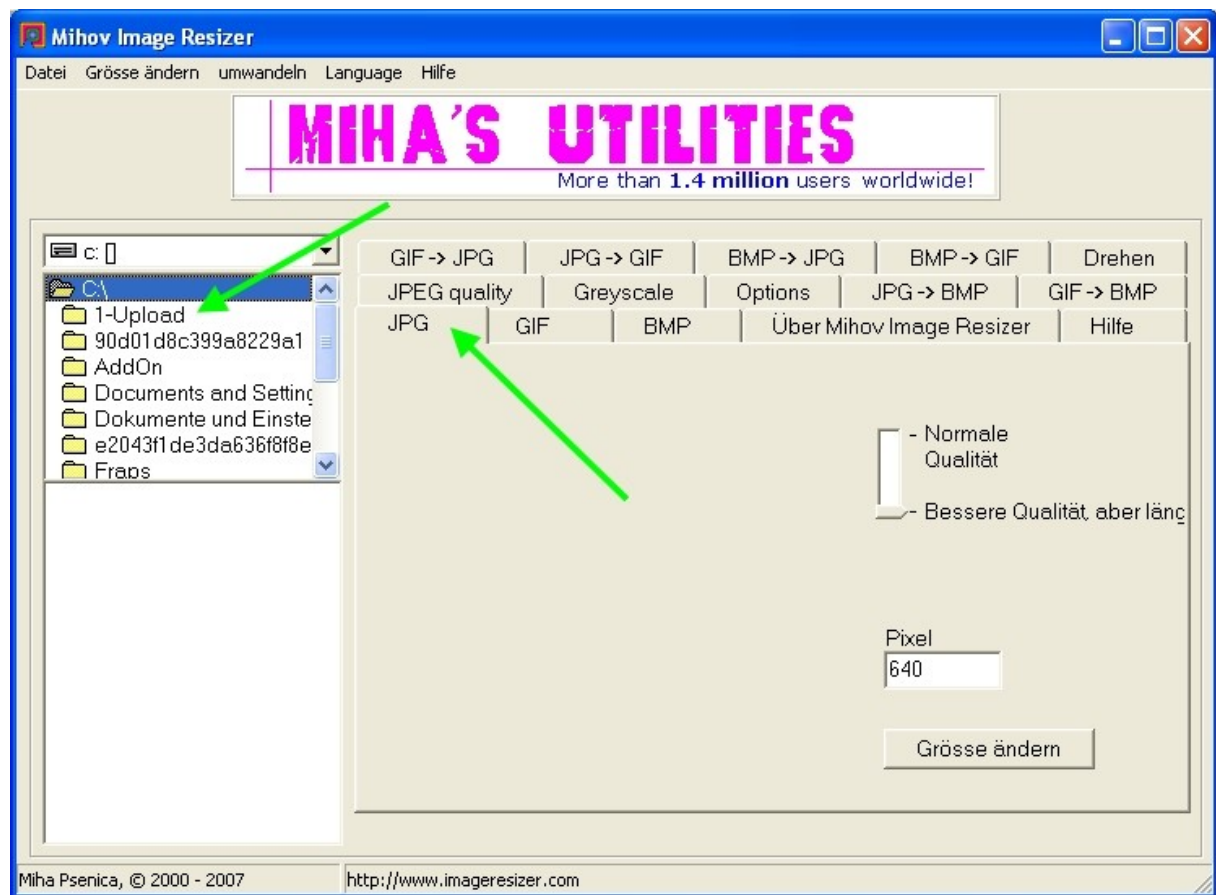 Mihov Image Resizer
Datei Grösse ändern umwandeln Language Hilfe
MIHA'S UTILITIES
More than 1.4 million users worldwide!
c: []
C:\
1-Upload
90d01d8c399a8229a1
AddOn
Documents and Setting
Dokumente und Einste
e2043f1de3da636f8f8e
Fraps
GIF -> JPG JPG -> GIF BMP -> JPG BMP -> GIF Drehen
JPEG quality Greyscale Options JPG -> BMP GIF -> BMP
JPG GIF BMP Über Mihov Image Resizer Hilfe
- Normale
Qualität
- Bessere Qualität, aber läng
Pixel
640
Grösse ändern
Miha Psenica, © 2000 - 2007 http://www.imageresizer.com